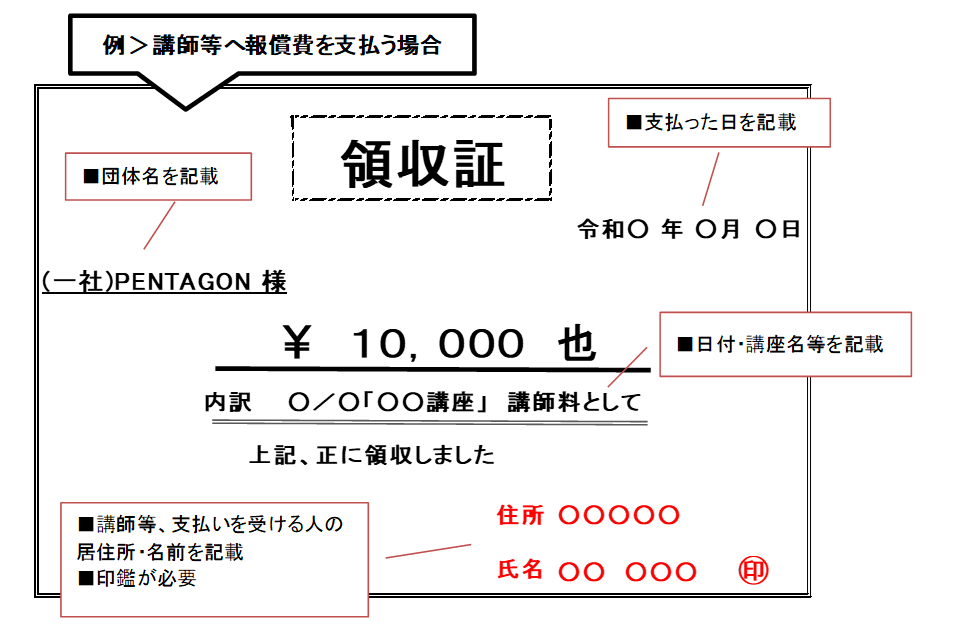 例＞講師等へ報償費を支払う場合
■支払った日を記載
領収証
■団体名を記載
令和〇 年 〇月 〇日
(一社)PENTAGON 様
￥ 10,000 也
■日付・講座名等を記載
内訳 〇／〇「〇〇講座」 講師料として
上記、正に領収しました
■講師等、支払いを受ける人の
居住所・名前を記載
■印鑑が必要
住所 〇〇〇〇〇
氏名 〇〇 〇〇〇 ㊞